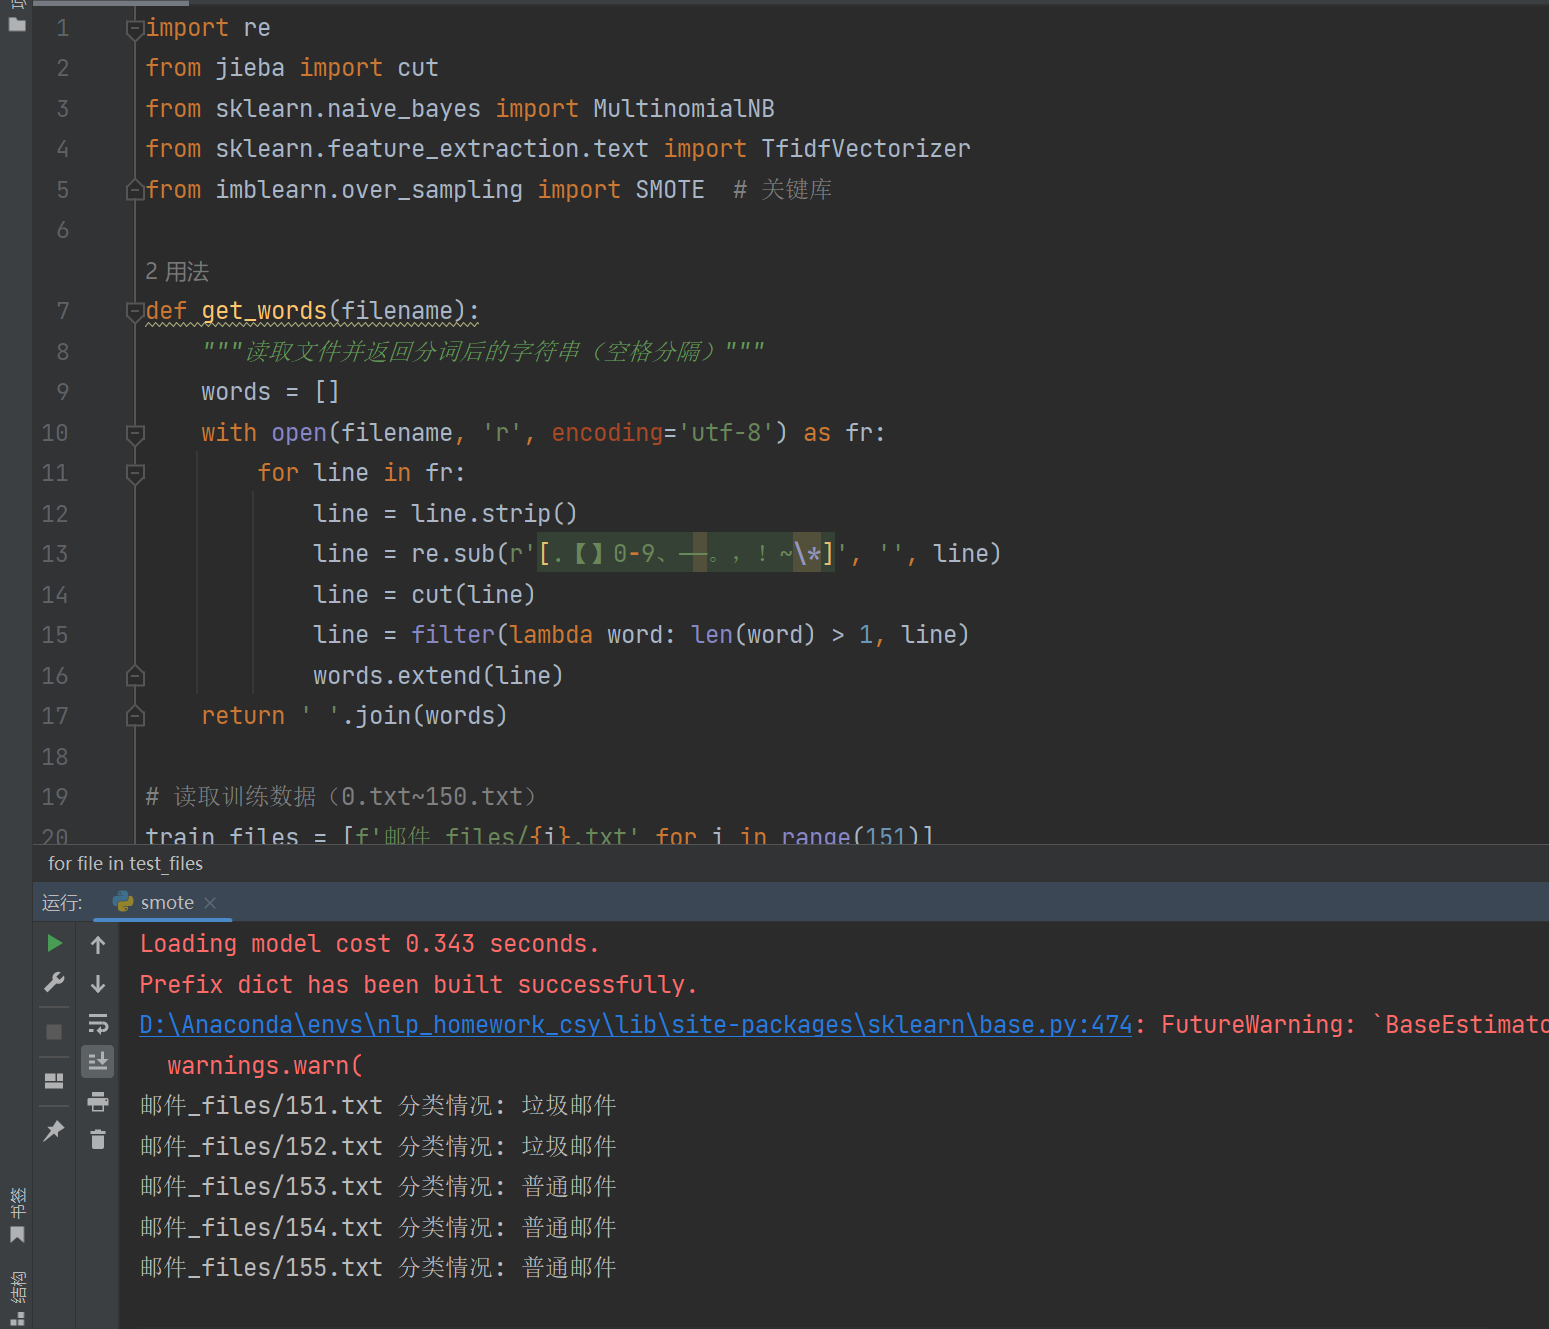 1 import re
2 from jieba import cut
3 from sklearn.naive_bayes import MultinomialNB
4 from sklearn.feature_extraction.text import TfidfVectorizer
5 from imblearn.over_sampling import SMOTE  # 关键库
6
2 用法
7 def get_words(filename):
8     """读取文件并返回分词后的字符串（空格分隔）"""
9     words = []
10     with open(filename, 'r', encoding='utf-8') as fr:
11         for line in fr:
12             line = line.strip()
13             line = re.sub(r'[.【】0-9、——。，！~\*]', '', line)
14             line = cut(line)
15             line = filter(lambda word: len(word) > 1, line)
16             words.extend(line)
17     return ' '.join(words)
18
19 # 读取训练数据（0.txt~150.txt）
20 train_files = [f'邮件_files/{i}.txt' for i in range(151)]
for file in test_files
运行: smote
Loading model cost 0.343 seconds.
Prefix dict has been built successfully.
D:\Anaconda\envs\nlp_homework_csy\lib\site-packages\sklearn\base.py:474: FutureWarning: `BaseEstimato
  warnings.warn(
邮件_files/151.txt 分类情况: 垃圾邮件
邮件_files/152.txt 分类情况: 垃圾邮件
邮件_files/153.txt 分类情况: 普通邮件
邮件_files/154.txt 分类情况: 普通邮件
邮件_files/155.txt 分类情况: 普通邮件
书签
结构